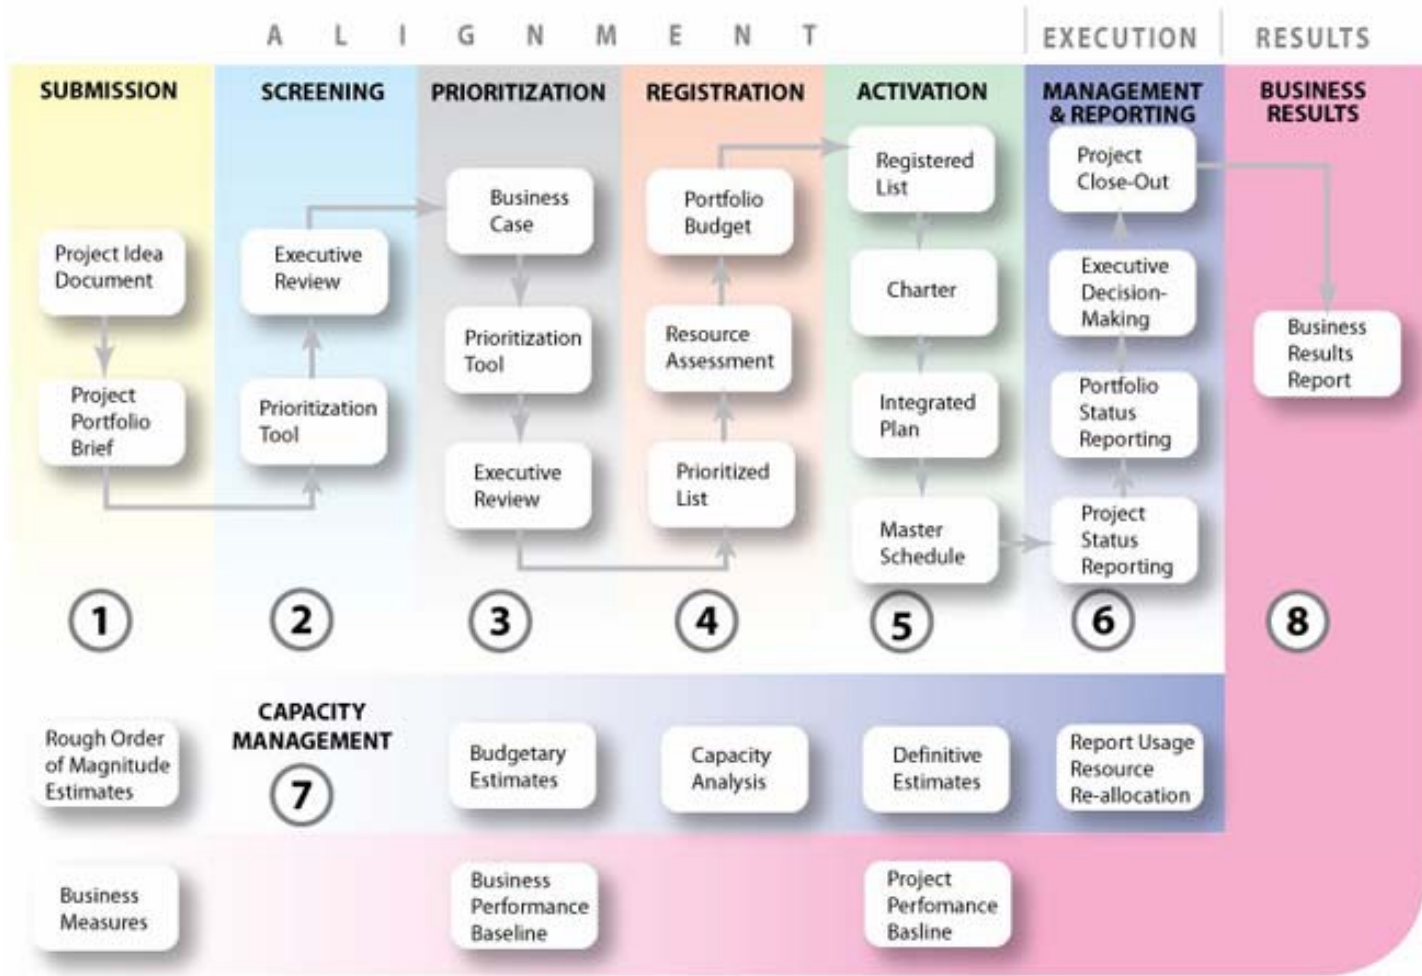 ALIGNMENT
EXECUTION
RESULTS
SUBMISSION
Project Idea
Document
Project
Portfolio
Brief
1
SCREENING
Executive
Review
Prioritization
Tool
2
PRIORITIZATION
Business
Case
Prioritization
Tool
Executive
Review
3
REGISTRATION
Portfolio
Budget
Resource
Assessment
Prioritized
List
4
ACTIVATION
Registered
List
Charter
Integrated
Plan
Master
Schedule
5
MANAGEMENT
& REPORTING
Project
Close-Out
Executive
Decision-
Making
Portfolio
Status
Reporting
Project
Status
Reporting
6
BUSINESS
RESULTS
Business
Results
Report
8
Rough Order
of Magnitude
Estimates
CAPACITY
MANAGEMENT
7
Budgetary
Estimates
Capacity
Analysis
Definitive
Estimates
Report Usage
Resource
Re-allocation
Business
Measures
Business
Performance
Baseline
Project
Perfomance
Basline